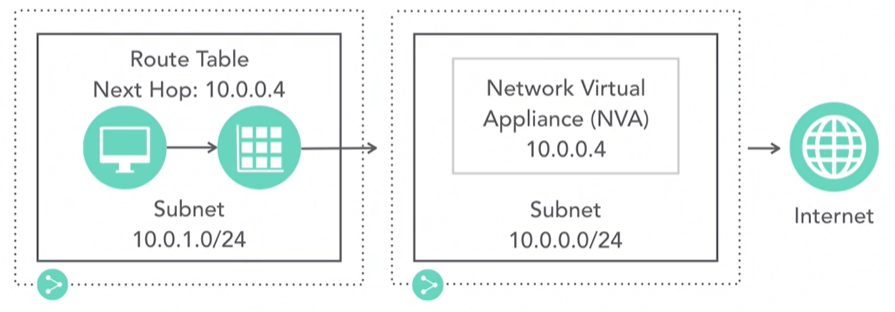 Route Table
Next Hop: 10.0.0.4
Subnet
10.0.1.0/24
Network Virtual
Appliance (NVA)
10.0.0.4
Subnet
10.0.0.0/24
Internet